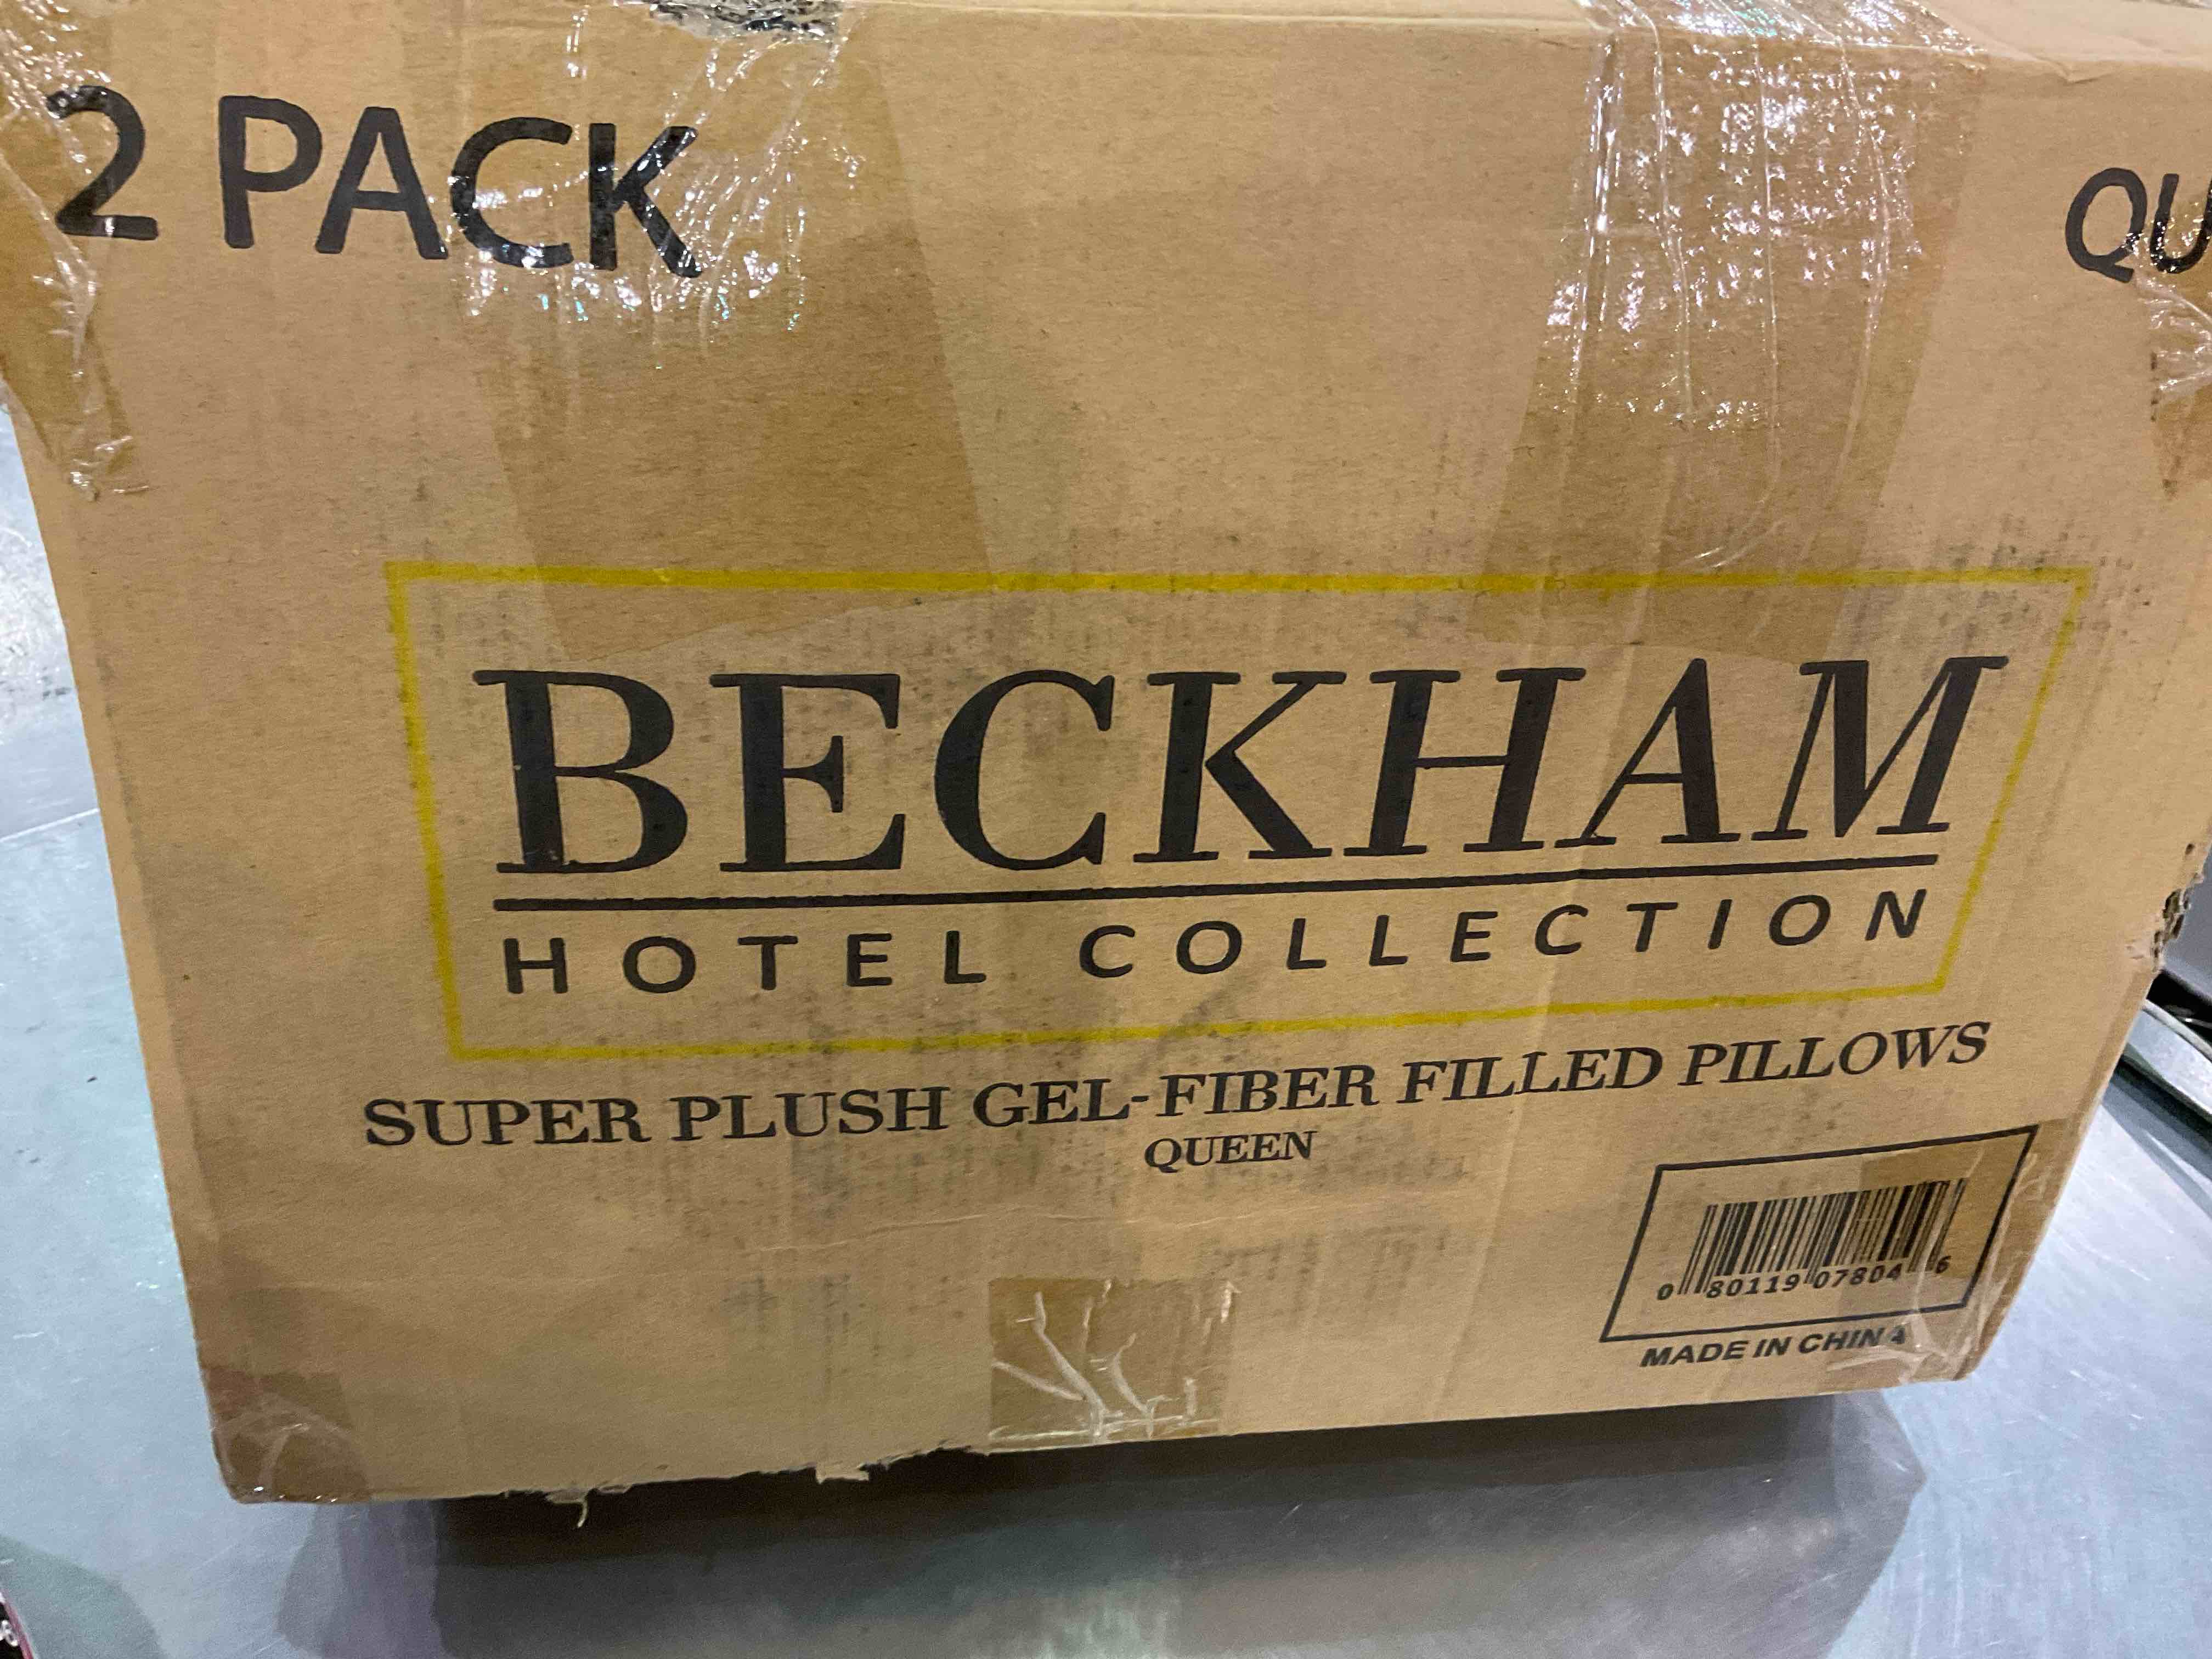 2 PACK
QU
BECKHAM
HOTEL COLLECTION
SUPER PLUSH GEL-FIBER FILLED PILLOWS
QUEEN
0 80119 07804 6
MADE IN CHINA